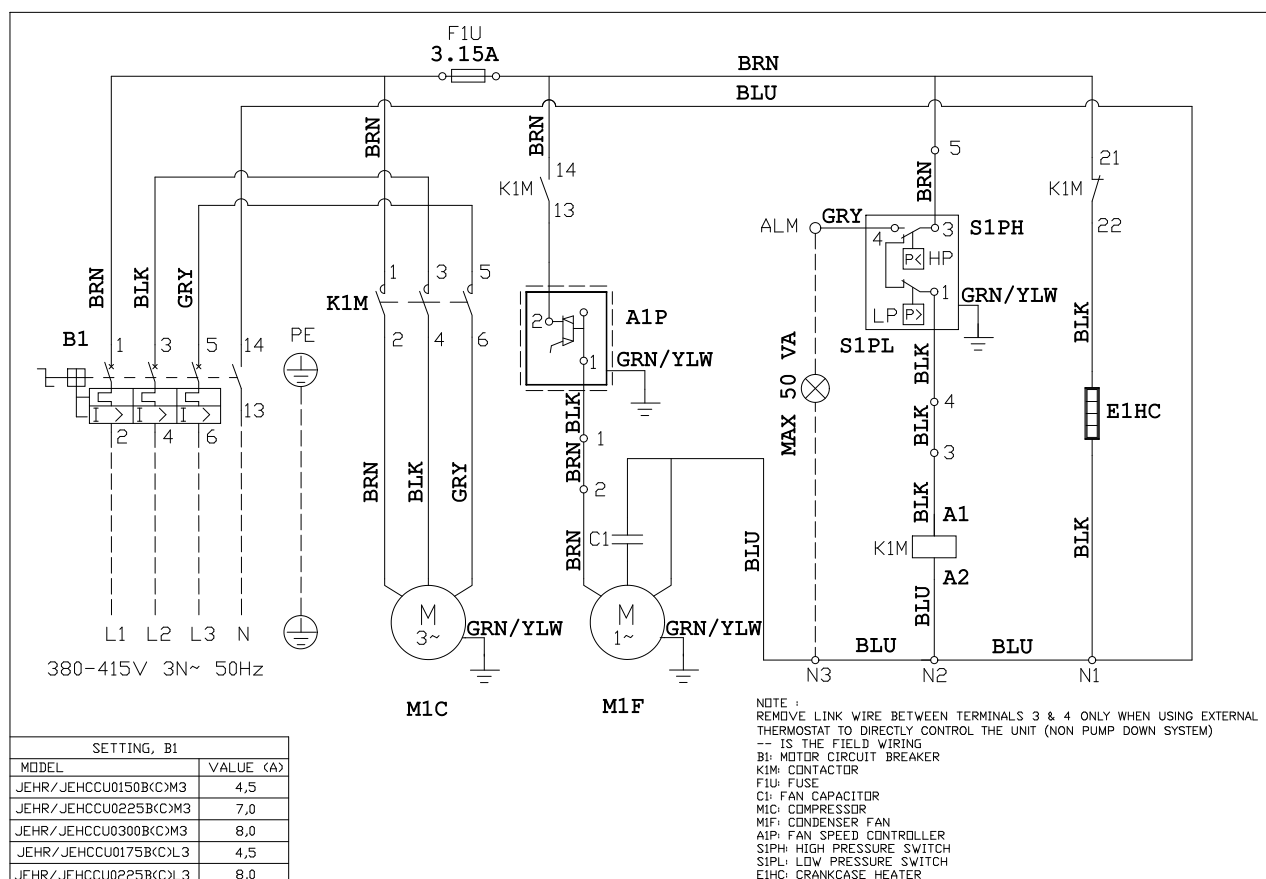 F1U
3.15A
BRN
BLU
BRN
BRN
14
K1M
13
5
BRN
21
K1M
22
ALM
GRY
4
3
S1PH
P<
HP
1
GRN/YLW
LP
P>
S1PL
BRN
BLK
GRY
B1
1
3
5
14
PE
I >
I >
I >
13
2
4
6
K1M
1
3
5
2
4
6
2
A1P
1
GRN/YLW
BLK
1
BRN
2
BRN
C1
BRN
BLK
GRY
MAX 50 VA
BLK
4
BLK
3
BLK
A1
K1M
A2
BLU
BLU
BLK
E1HC
BLK
M
3~
GRN/YLW
M
1~
GRN/YLW
BLU
BLU
L1
L2
L3
N
380-415V 3N~ 50Hz
M1C
M1F
N3
N2
N1
SETTING, B1
MODEL VALUE (A)
JEHR/JEHCCU0150B(C)M3 4,5
JEHR/JEHCCU0225B(C)M3 7,0
JEHR/JEHCCU0300B(C)M3 8,0
JEHR/JEHCCU0175B(C)L3 4,5
JEHR/JEHCCU0225B(C)L3 8,0
NOTE :
REMOVE LINK WIRE BETWEEN TERMINALS 3 & 4 ONLY WHEN USING EXTERNAL
THERMOSTAT TO DIRECTLY CONTROL THE UNIT (NON PUMP DOWN SYSTEM)
-- IS THE FIELD WIRING
B1: MOTOR CIRCUIT BREAKER
K1M: CONTACTOR
F1U: FUSE
C1: FAN CAPACITOR
M1C: COMPRESSOR
M1F: CONDENSER FAN
A1P: FAN SPEED CONTROLLER
S1PH: HIGH PRESSURE SWITCH
S1PL: LOW PRESSURE SWITCH
E1HC: CRANKCASE HEATER